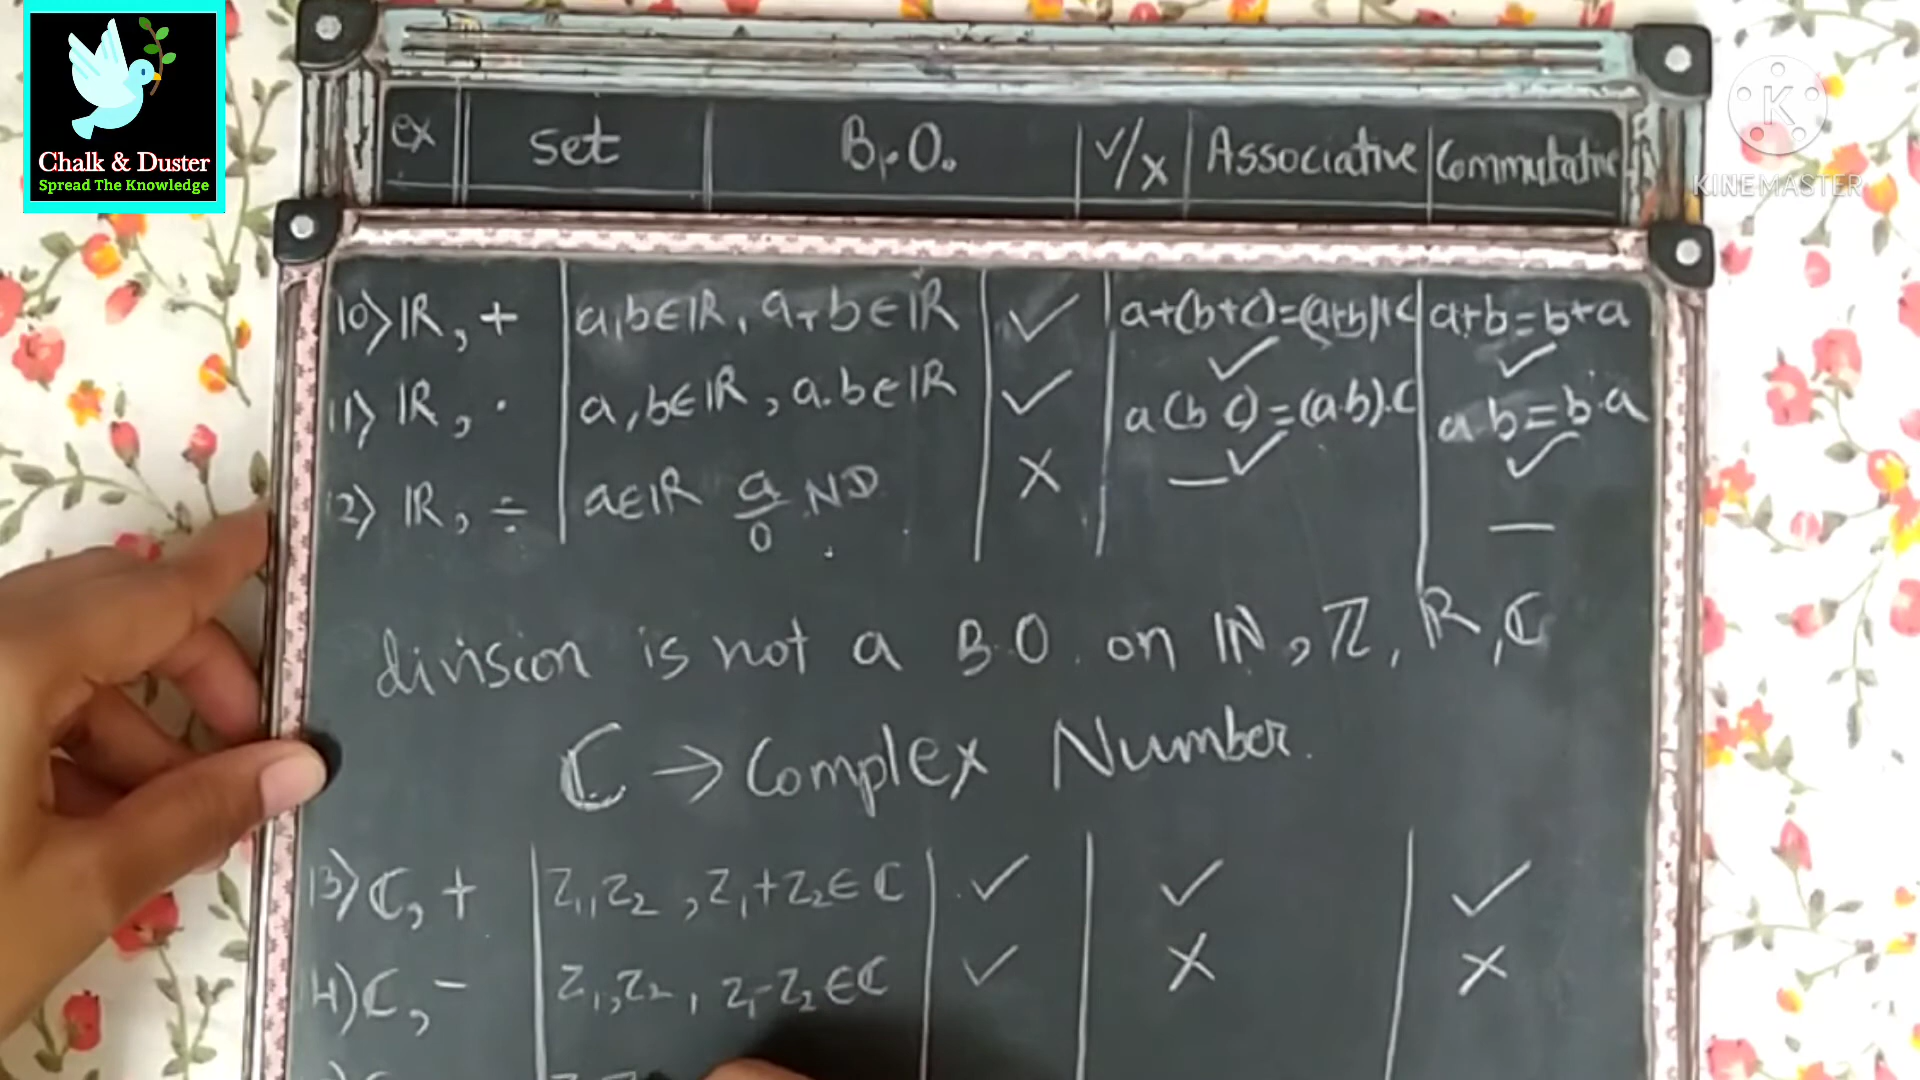 Chalk & Duster
Spread The Knowledge
KINEMASTER
ex set B.O. ✓/x Associative Commutative
10) ℝ, + a,b∈ℝ, a+b∈ℝ ✓ a+(b+c)=(a+b)+c a+b=b+a
✓ ✓
11) ℝ, · a,b∈ℝ, a.b∈ℝ ✓ a(b c)=(a.b).c a b=b.a
✓ ✓
12) ℝ, ÷ a∈ℝ a/0 ND X — —
division is not a B.O. on ℕ, ℤ, ℝ, ℂ
ℂ → Complex Number.
13) ℂ, + z₁,z₂, z₁+z₂∈ℂ ✓ ✓ ✓
14) ℂ, - z₁,z₂, z₁-z₂∈ℂ ✓ X X